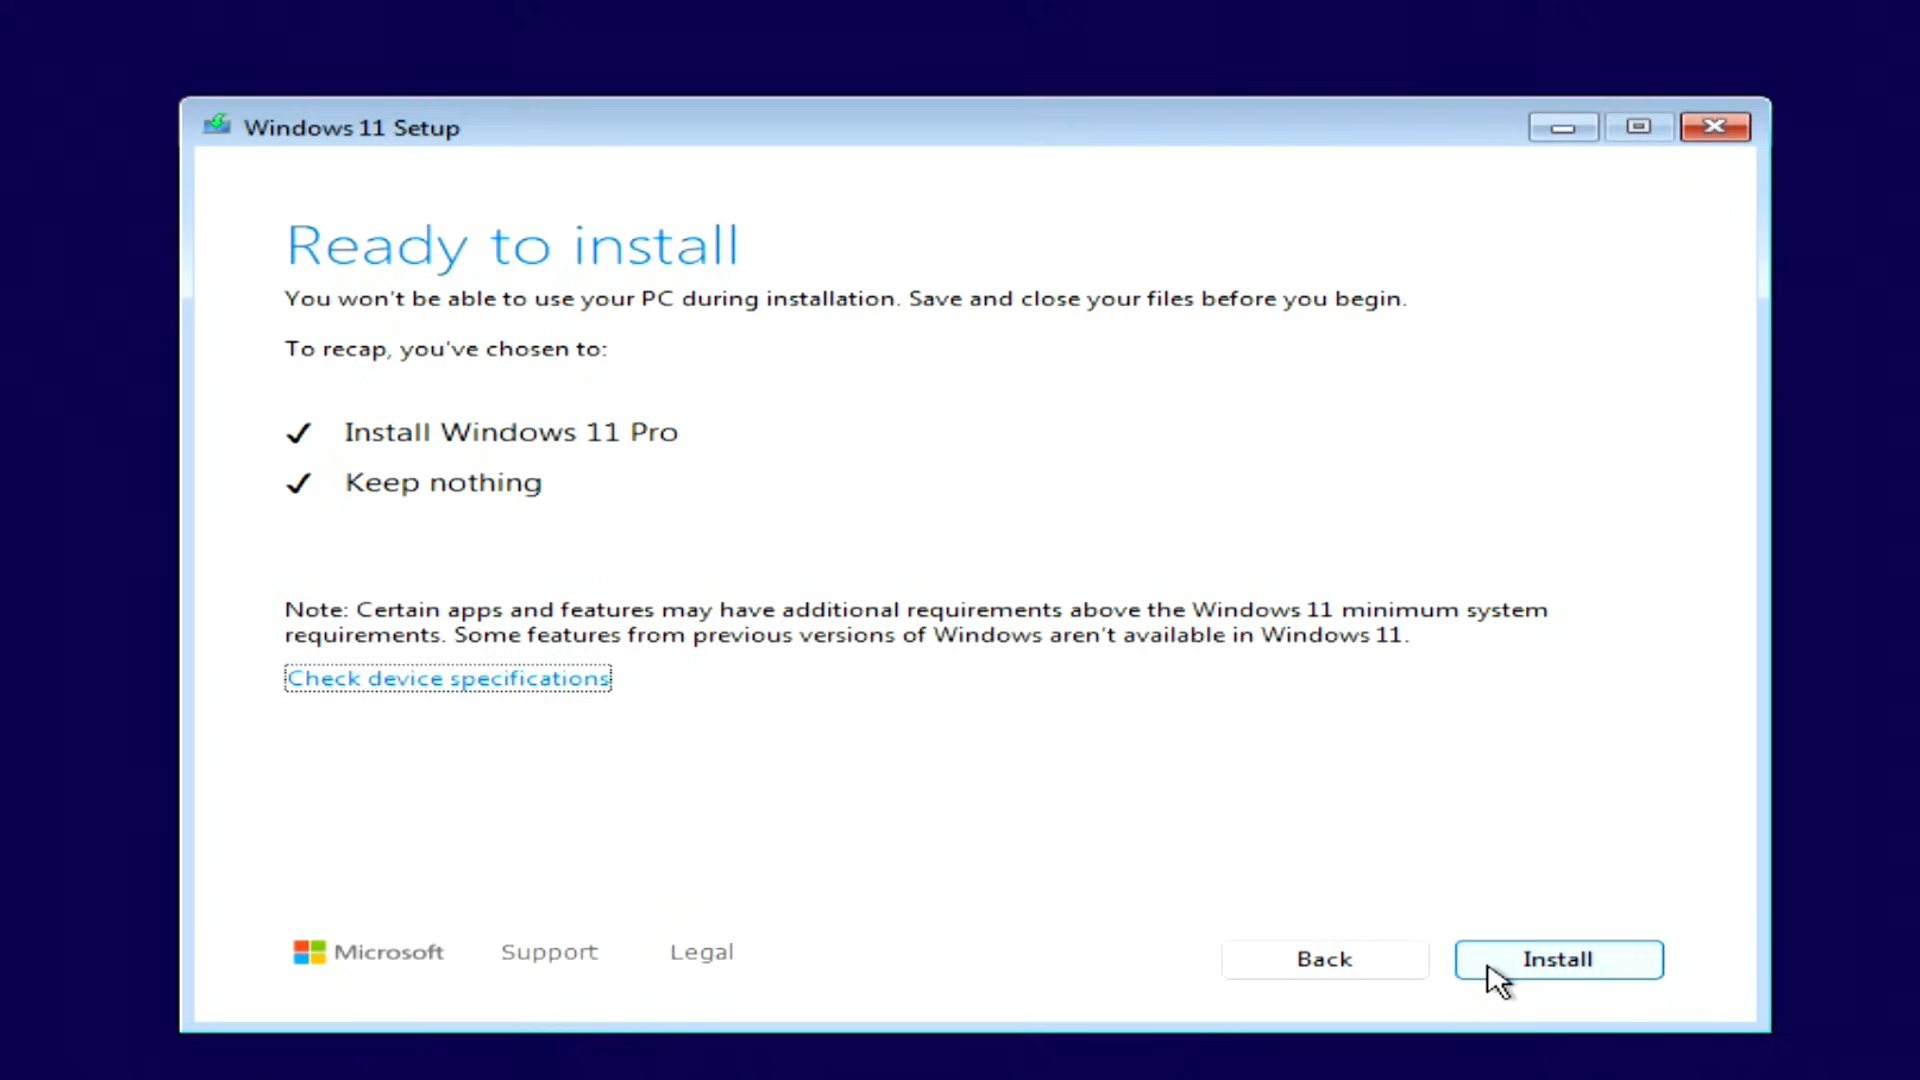 Windows 11 Setup
Ready to install
You won't be able to use your PC during installation. Save and close your files before you begin.
To recap, you've chosen to:
Install Windows 11 Pro
Keep nothing
Note: Certain apps and features may have additional requirements above the Windows 11 minimum system
requirements. Some features from previous versions of Windows aren't available in Windows 11.
Check device specifications
Microsoft Support Legal Back Install